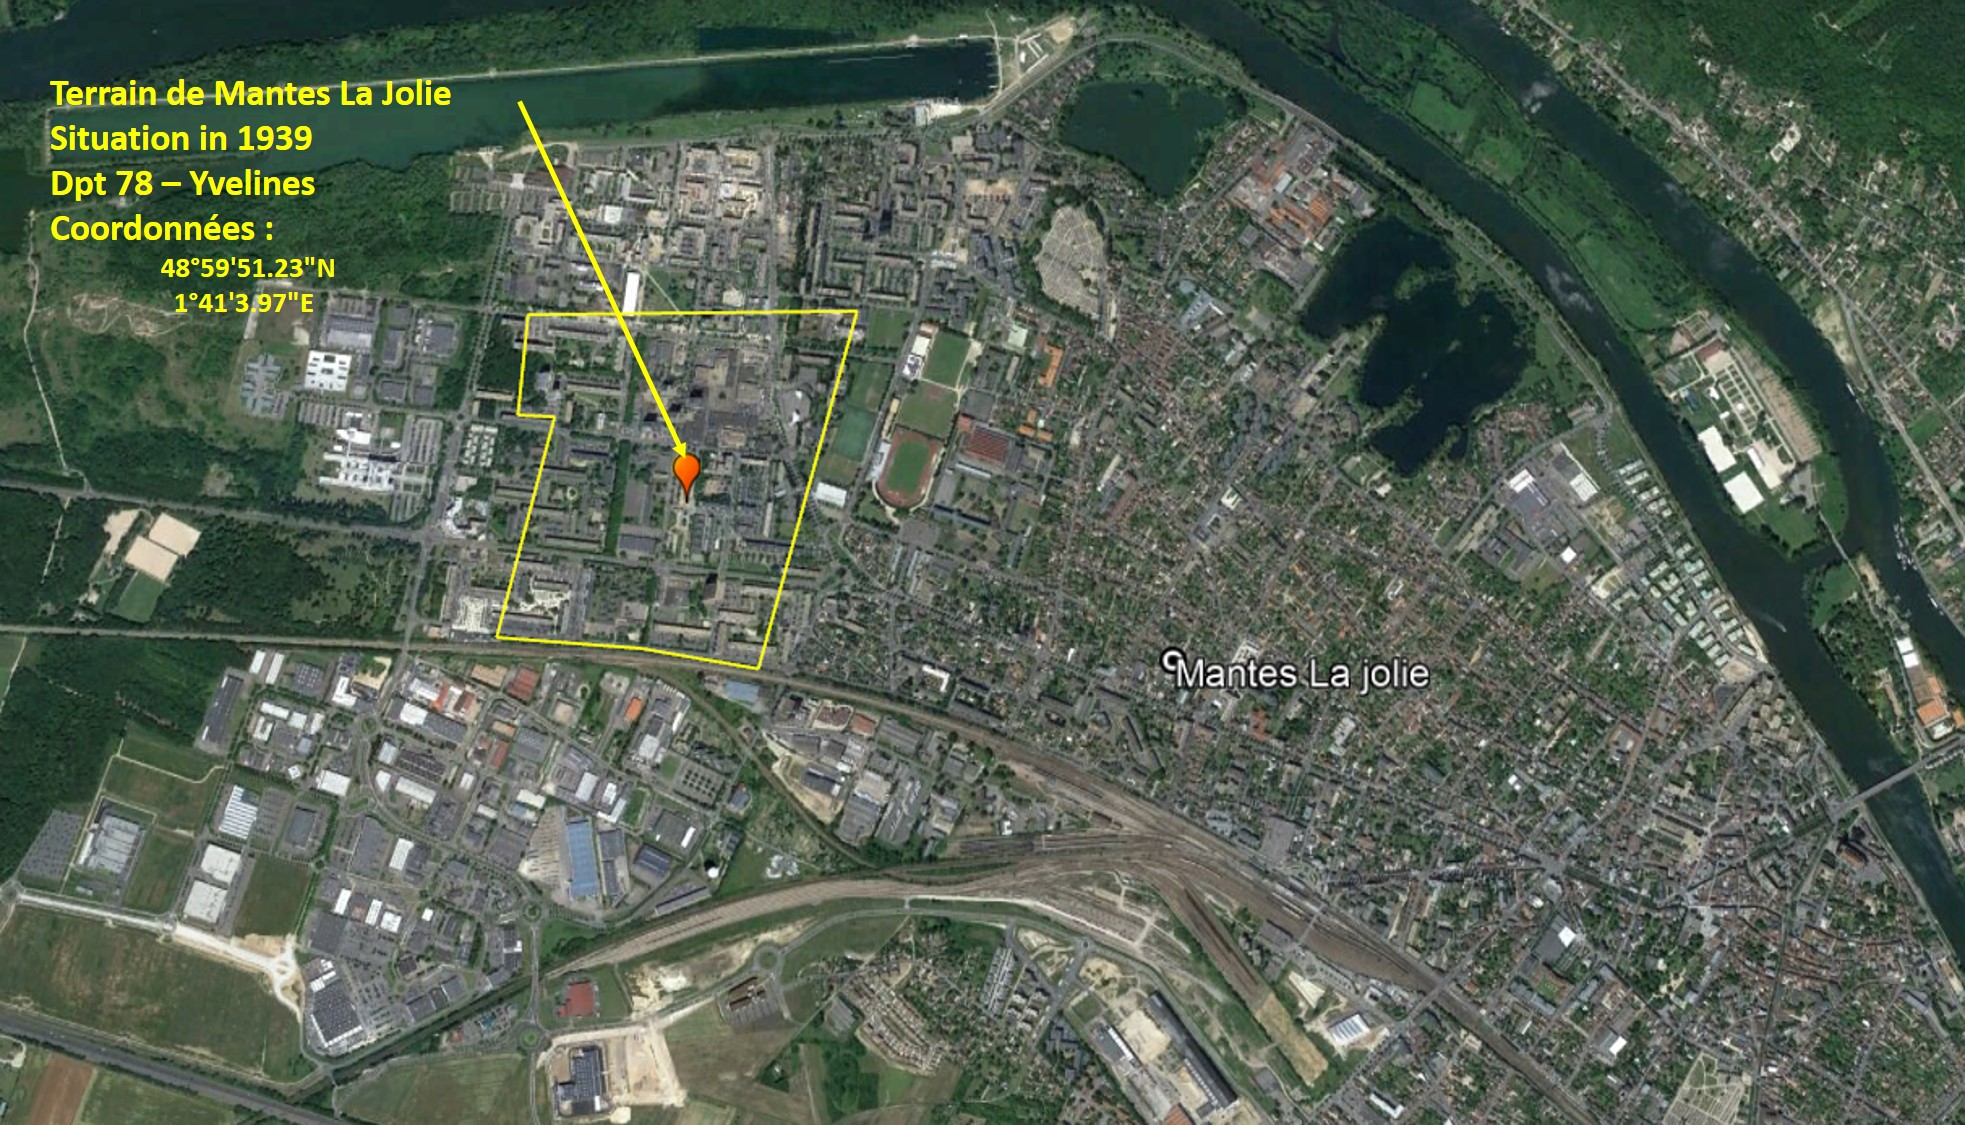 Terrain de Mantes La Jolie
Situation in 1939
Dpt 78 – Yvelines
Coordonnées :
48°59'51.23"N
1°41'3.97"E
Mantes La jolie